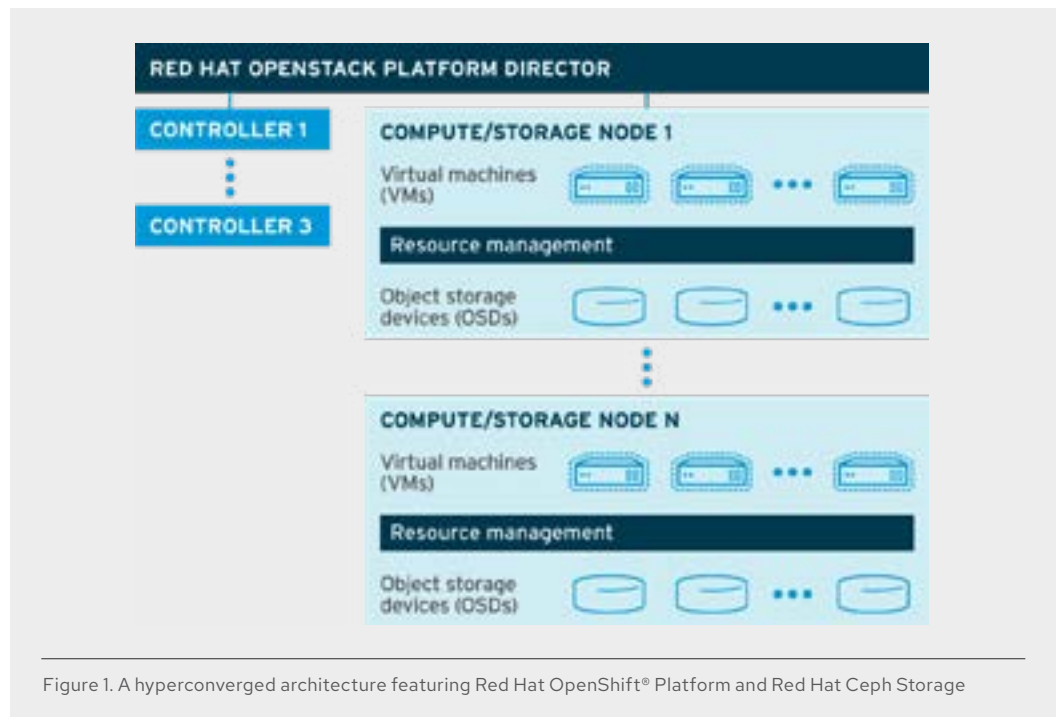 RED HAT OPENSTACK PLATFORM DIRECTOR
CONTROLLER 1
CONTROLLER 3
COMPUTE/STORAGE NODE 1
Virtual machines
(VMs)
Resource management
Object storage
devices (OSDs)
COMPUTE/STORAGE NODE N
Virtual machines
(VMs)
Resource management
Object storage
devices (OSDs)
Figure 1. A hyperconverged architecture featuring Red Hat OpenShift® Platform and Red Hat Ceph Storage